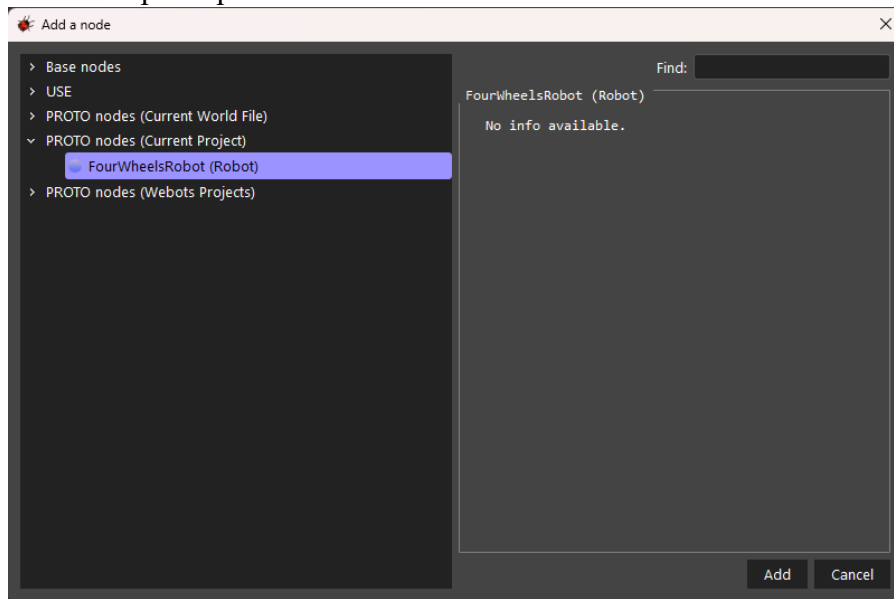 Add a node
Base nodes
USE
PROTO nodes (Current World File)
PROTO nodes (Current Project)
FourWheelsRobot (Robot)
PROTO nodes (Webots Projects)
Find:
FourWheelsRobot (Robot)
No info available.
Add
Cancel